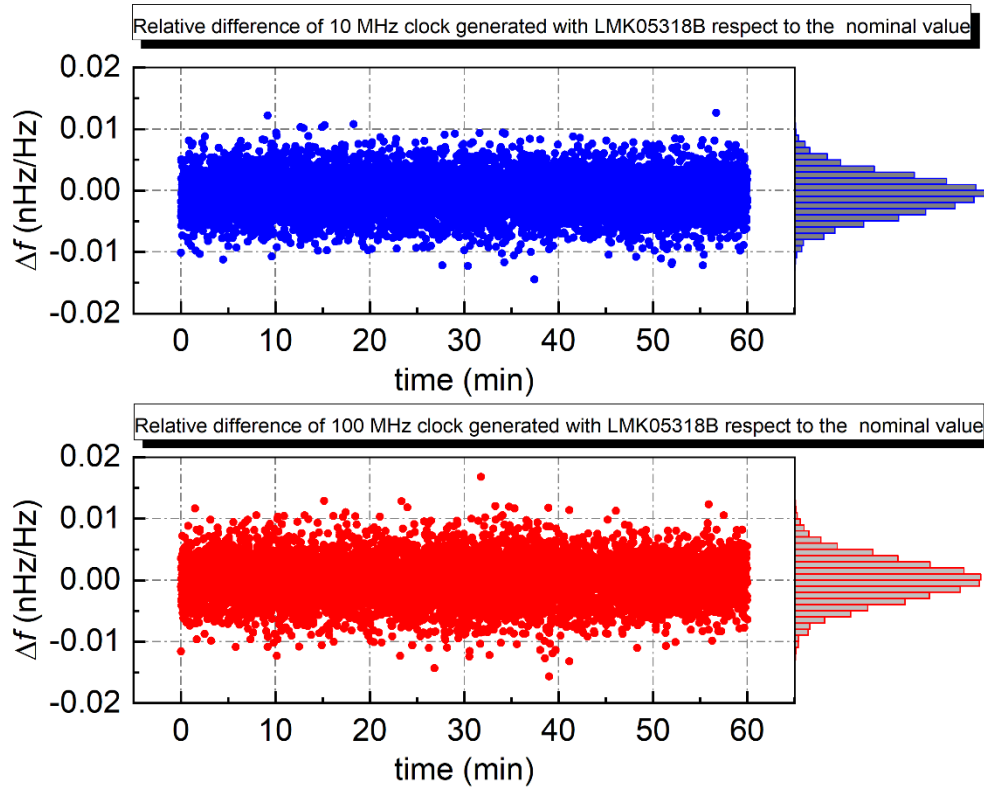 Relative difference of 10 MHz clock generated with LMK05318B respect to the  nominal value
0.02
0.01
0.00
-0.01
-0.02
Δf (nHz/Hz)
0 10 20 30 40 50 60
time (min)
Relative difference of 100 MHz clock generated with LMK05318B respect to the  nominal value
0.02
0.01
0.00
-0.01
-0.02
Δf (nHz/Hz)
0 10 20 30 40 50 60
time (min)